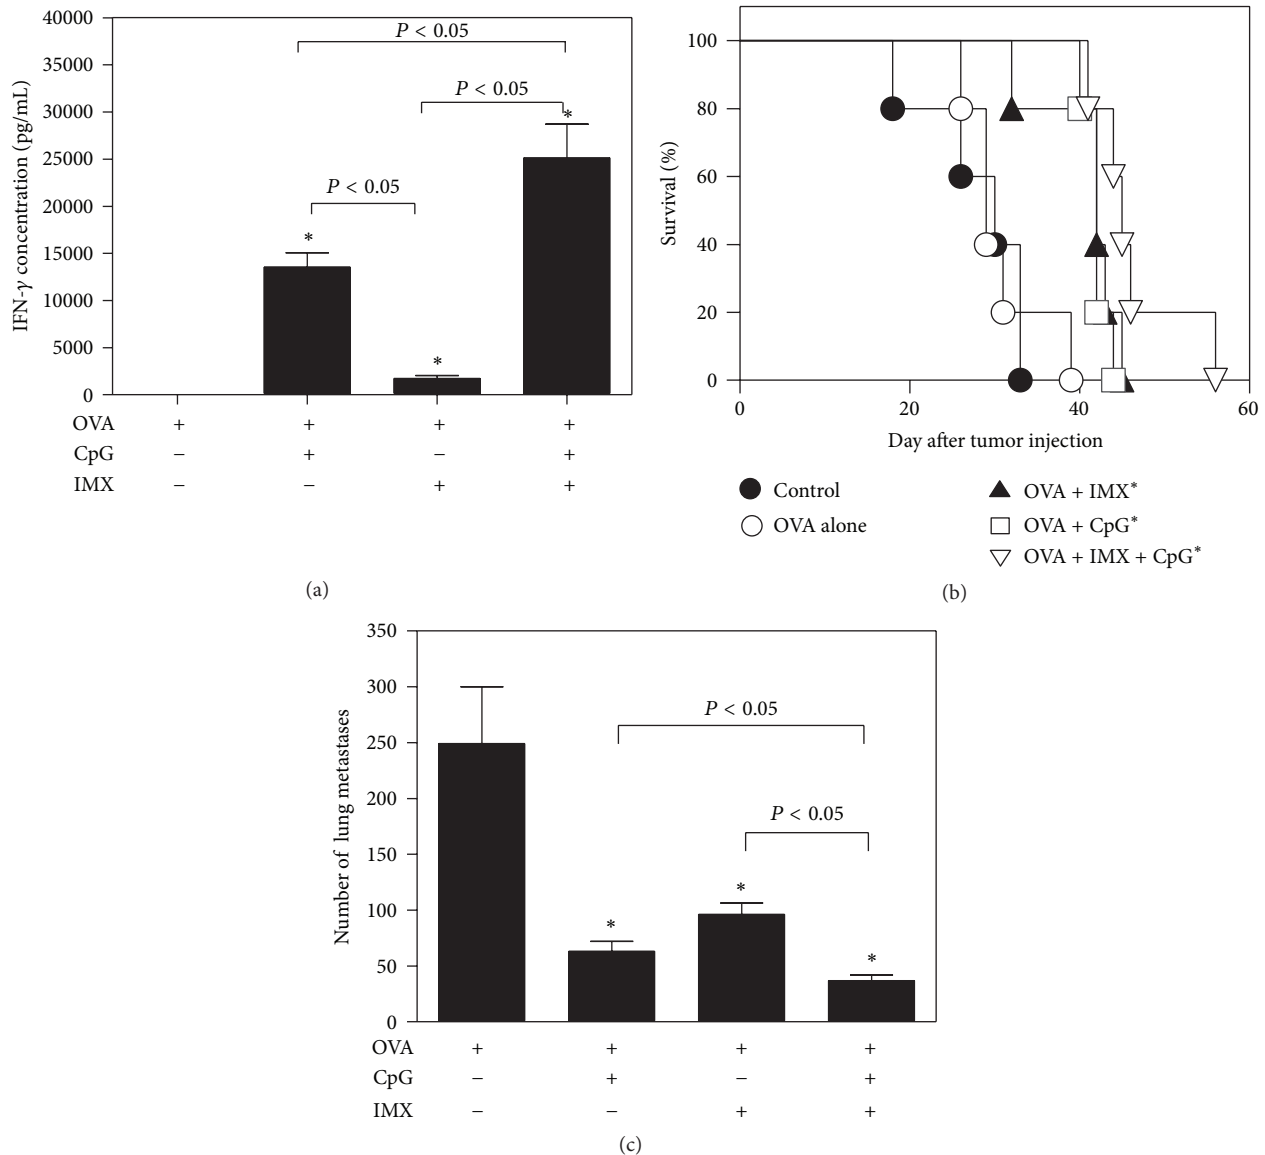 40000
35000
30000
25000
20000
15000
10000
5000
0
IFN-γ concentration (pg/mL)
P < 0.05
P < 0.05
P < 0.05
*
*
*
OVA + + + +
CpG − + − +
IMX − − + +
(a)
100
80
60
40
20
0
Survival (%)
0 20 40 60
Day after tumor injection
Control
OVA alone
OVA + IMX*
OVA + CpG*
OVA + IMX + CpG*
(b)
350
300
250
200
150
100
50
0
Number of lung metastases
P < 0.05
P < 0.05
*
*
*
OVA + + + +
CpG − + − +
IMX − − + +
(c)